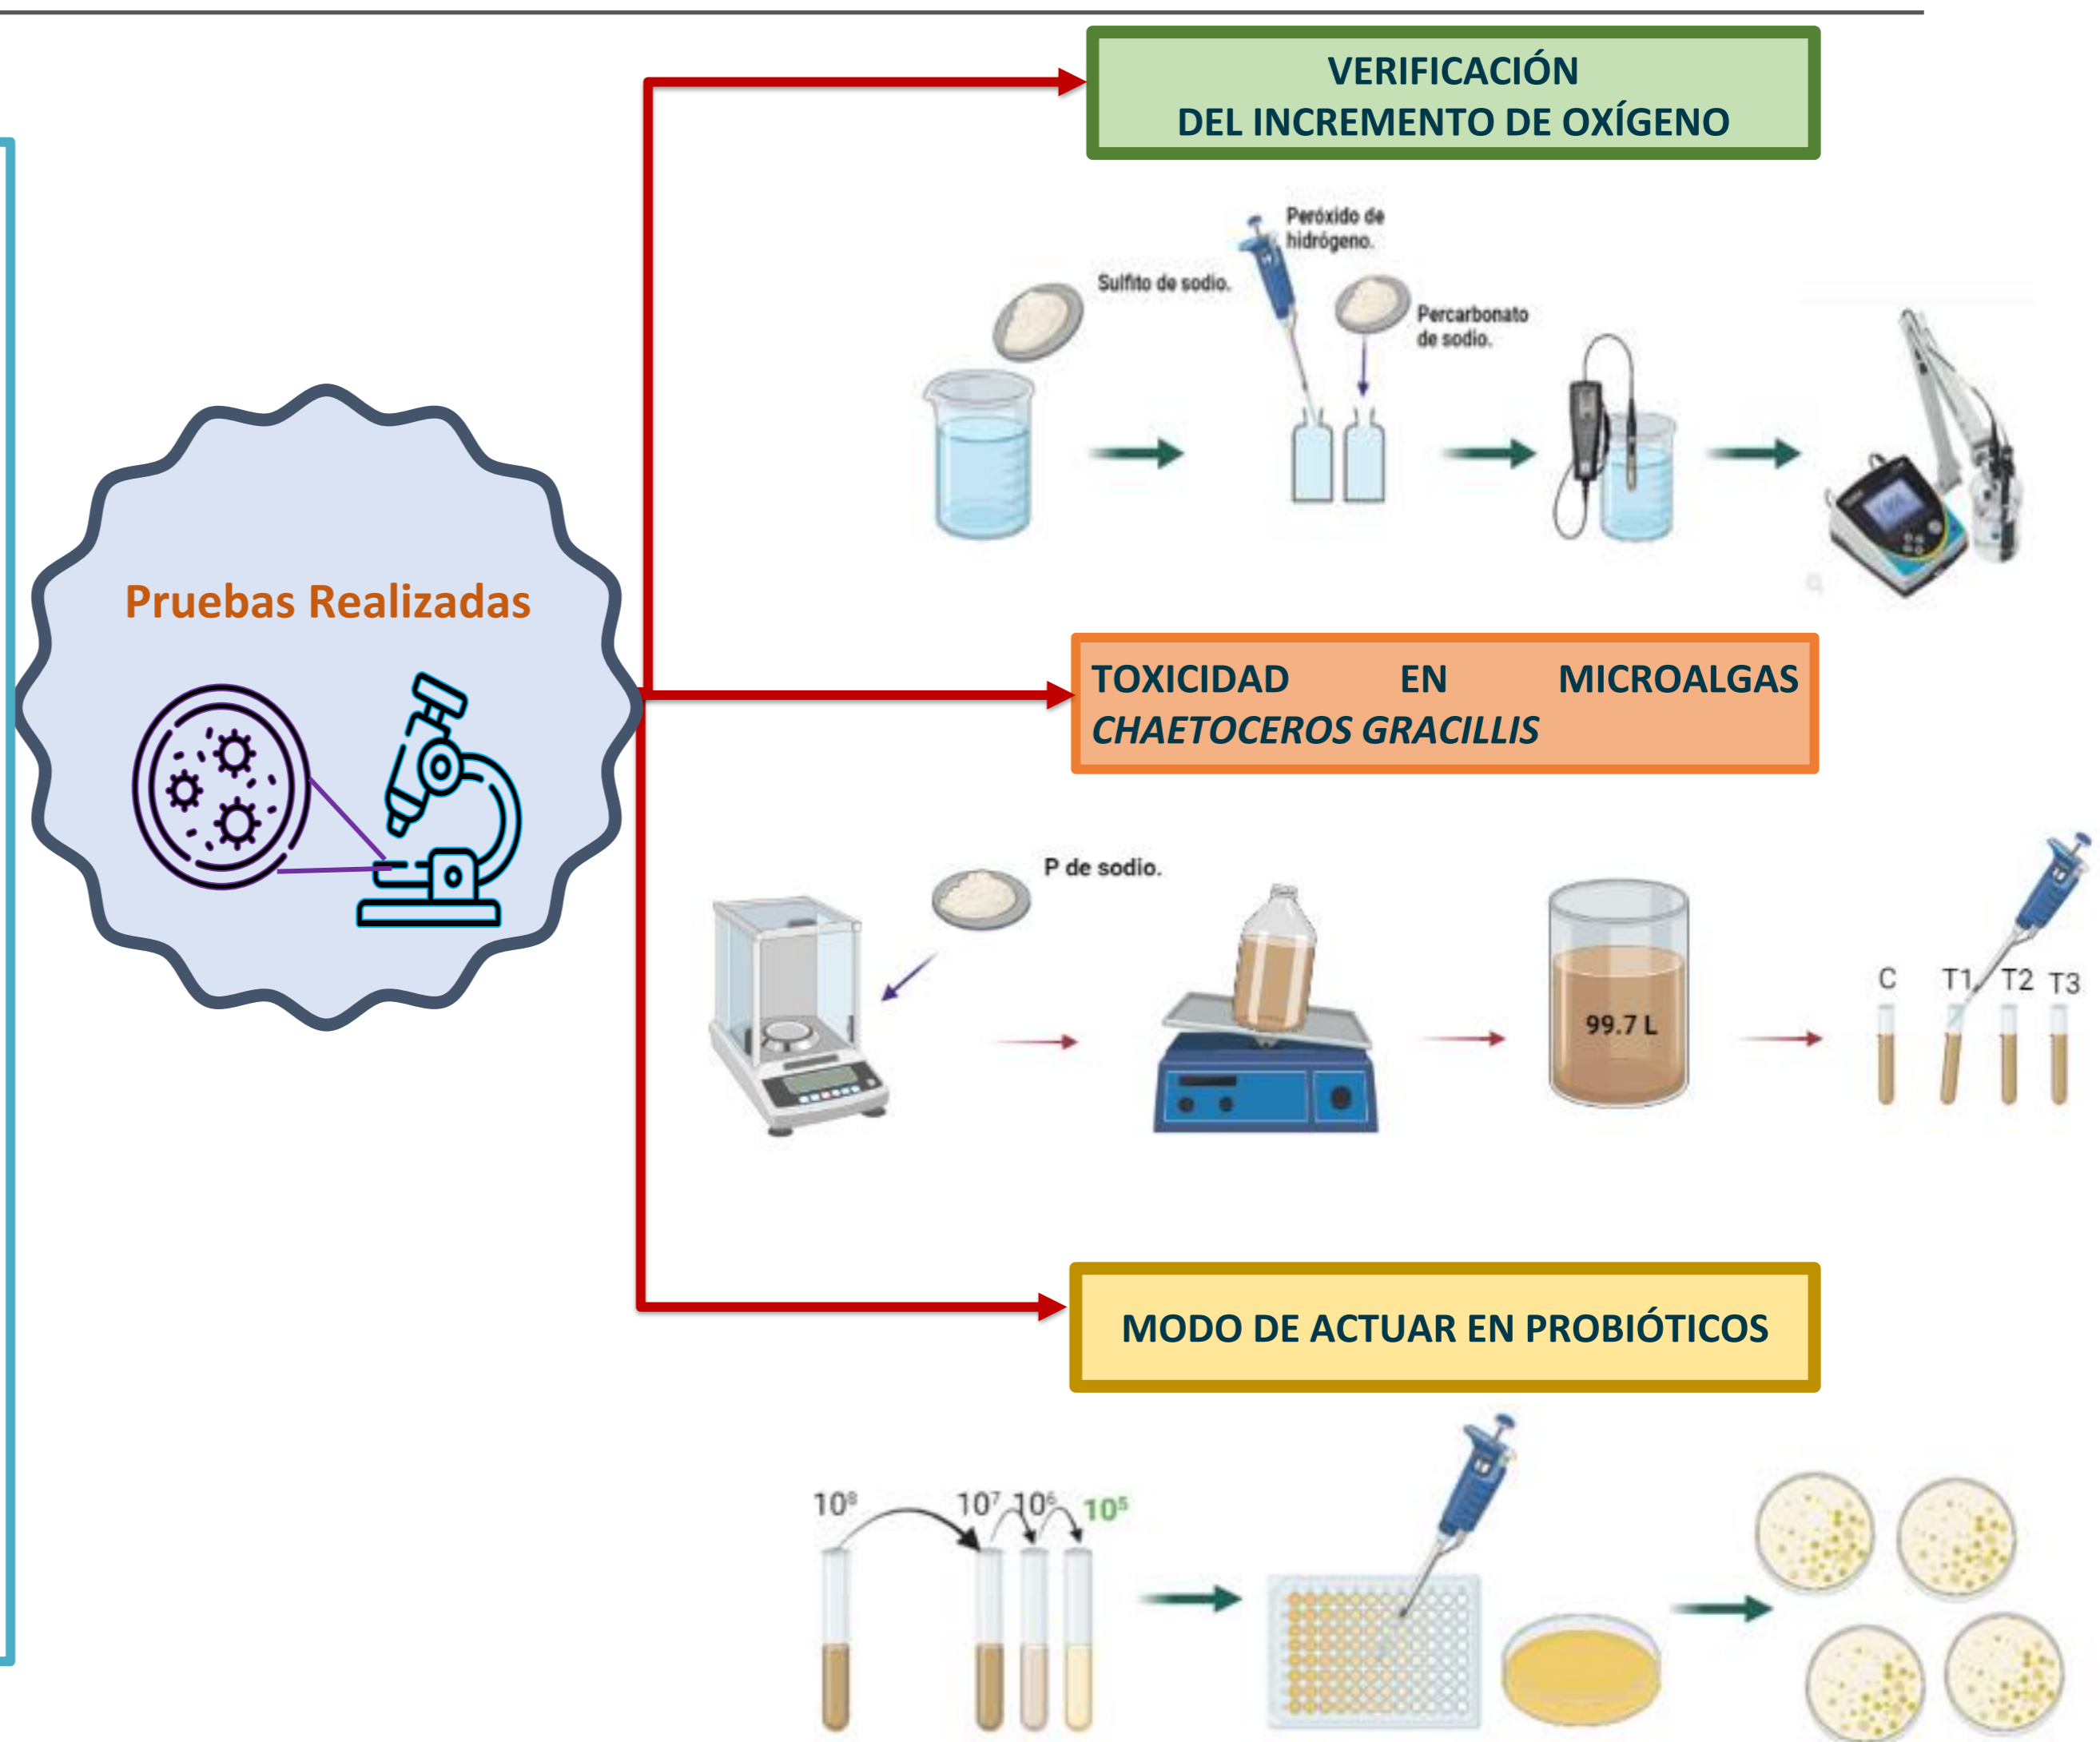 VERIFICACIÓN
DEL INCREMENTO DE OXÍGENO
Peróxido de
hidrógeno.
Sulfito de sodio.
Percarbonato
de sodio.
Pruebas Realizadas
TOXICIDAD EN MICROALGAS
CHAETOCEROS GRACILLIS
P de sodio.
99.7 L
C T1 T2 T3
MODO DE ACTUAR EN PROBIÓTICOS
10⁸ 10⁷ 10⁶ 10⁵